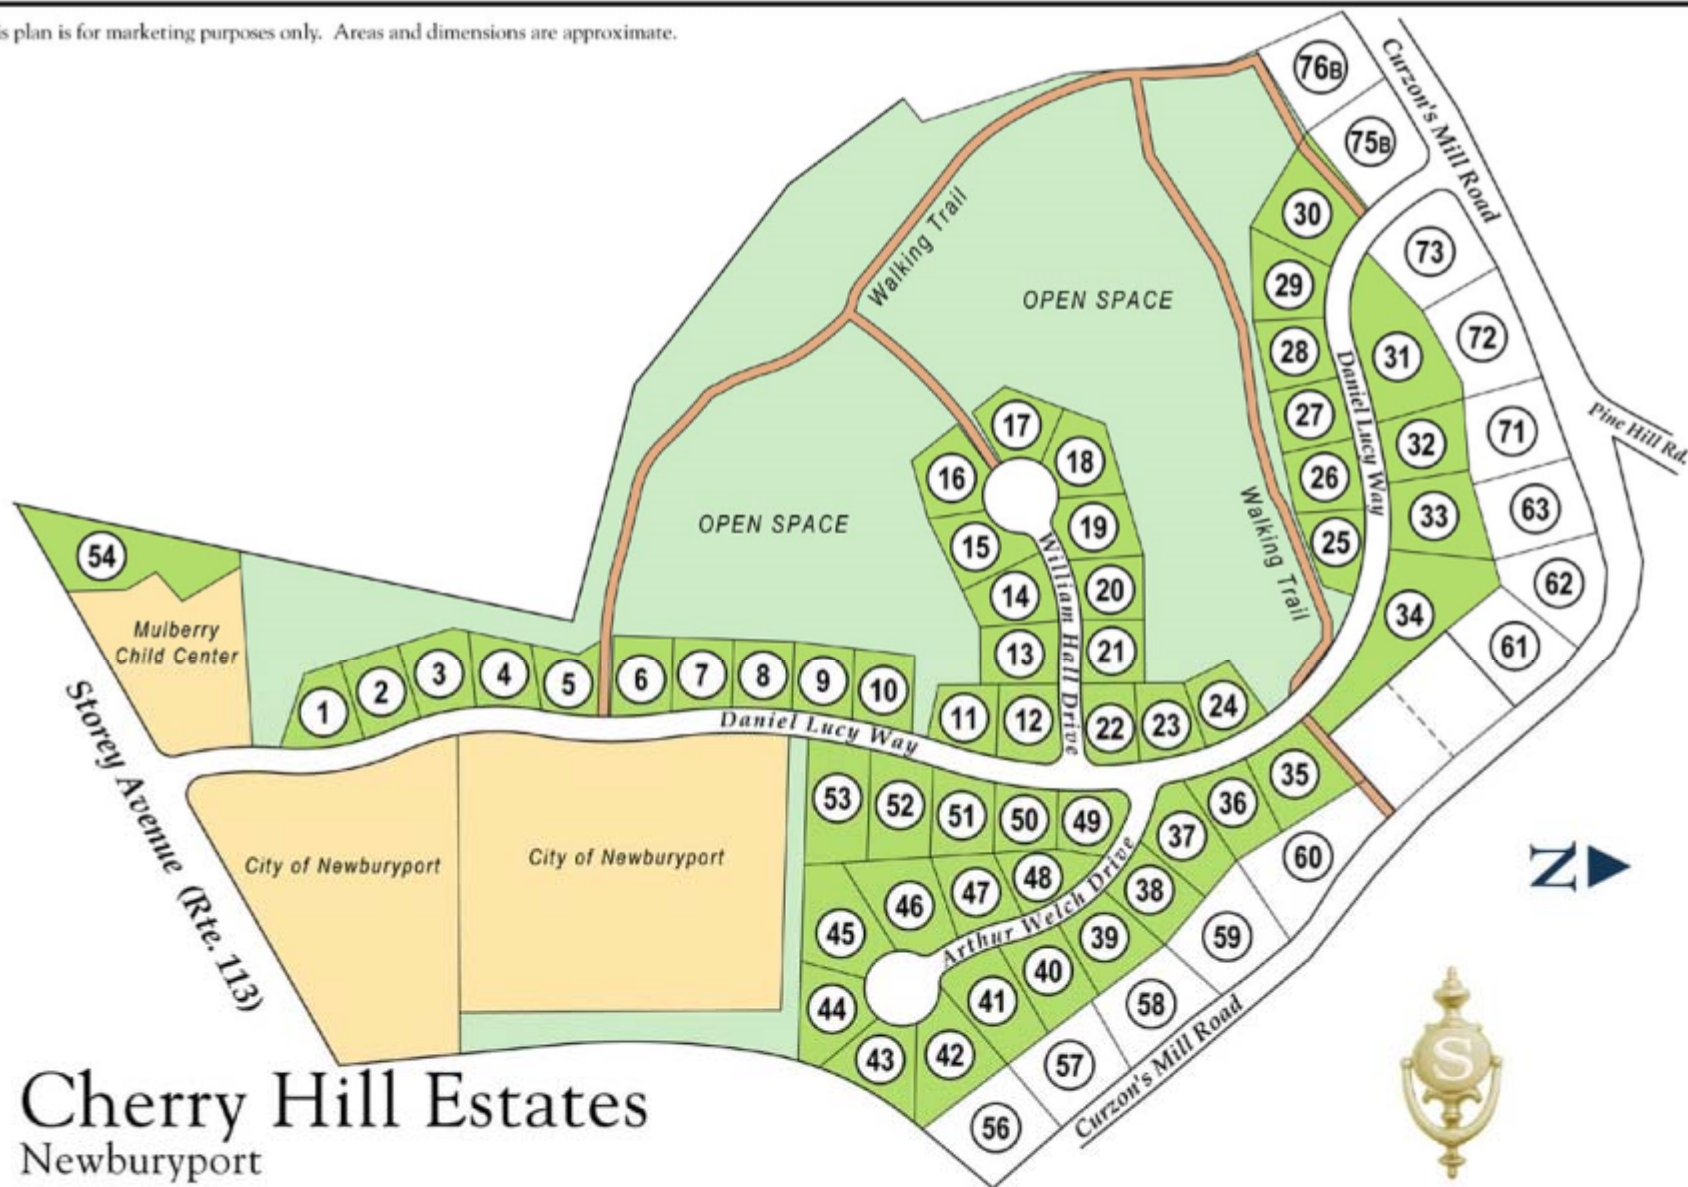 is plan is for marketing purposes only. Areas and dimensions are approximate.
76B
75B
Curzon's Mill Road
73
72
71
63
62
61
Pine Hill Rd.
30
29
28
27
26
25
31
32
33
34
Daniel Lucy Way
Walking Trail
OPEN SPACE
Walking Trail
OPEN SPACE
17
16
18
15
19
14
20
13
21
William Hall Drive
54
Mulberry
Child Center
1
2
3
4
5
6
7
8
9
10
11
12
22
23
24
Daniel Lucy Way
Storey Avenue (Rte. 113)
City of Newburyport
City of Newburyport
53
52
51
50
49
35
36
37
38
39
40
41
42
43
44
45
46
47
48
Arthur Welch Drive
60
59
58
57
56
Curzon's Mill Road
Z
S
Cherry Hill Estates
Newburyport